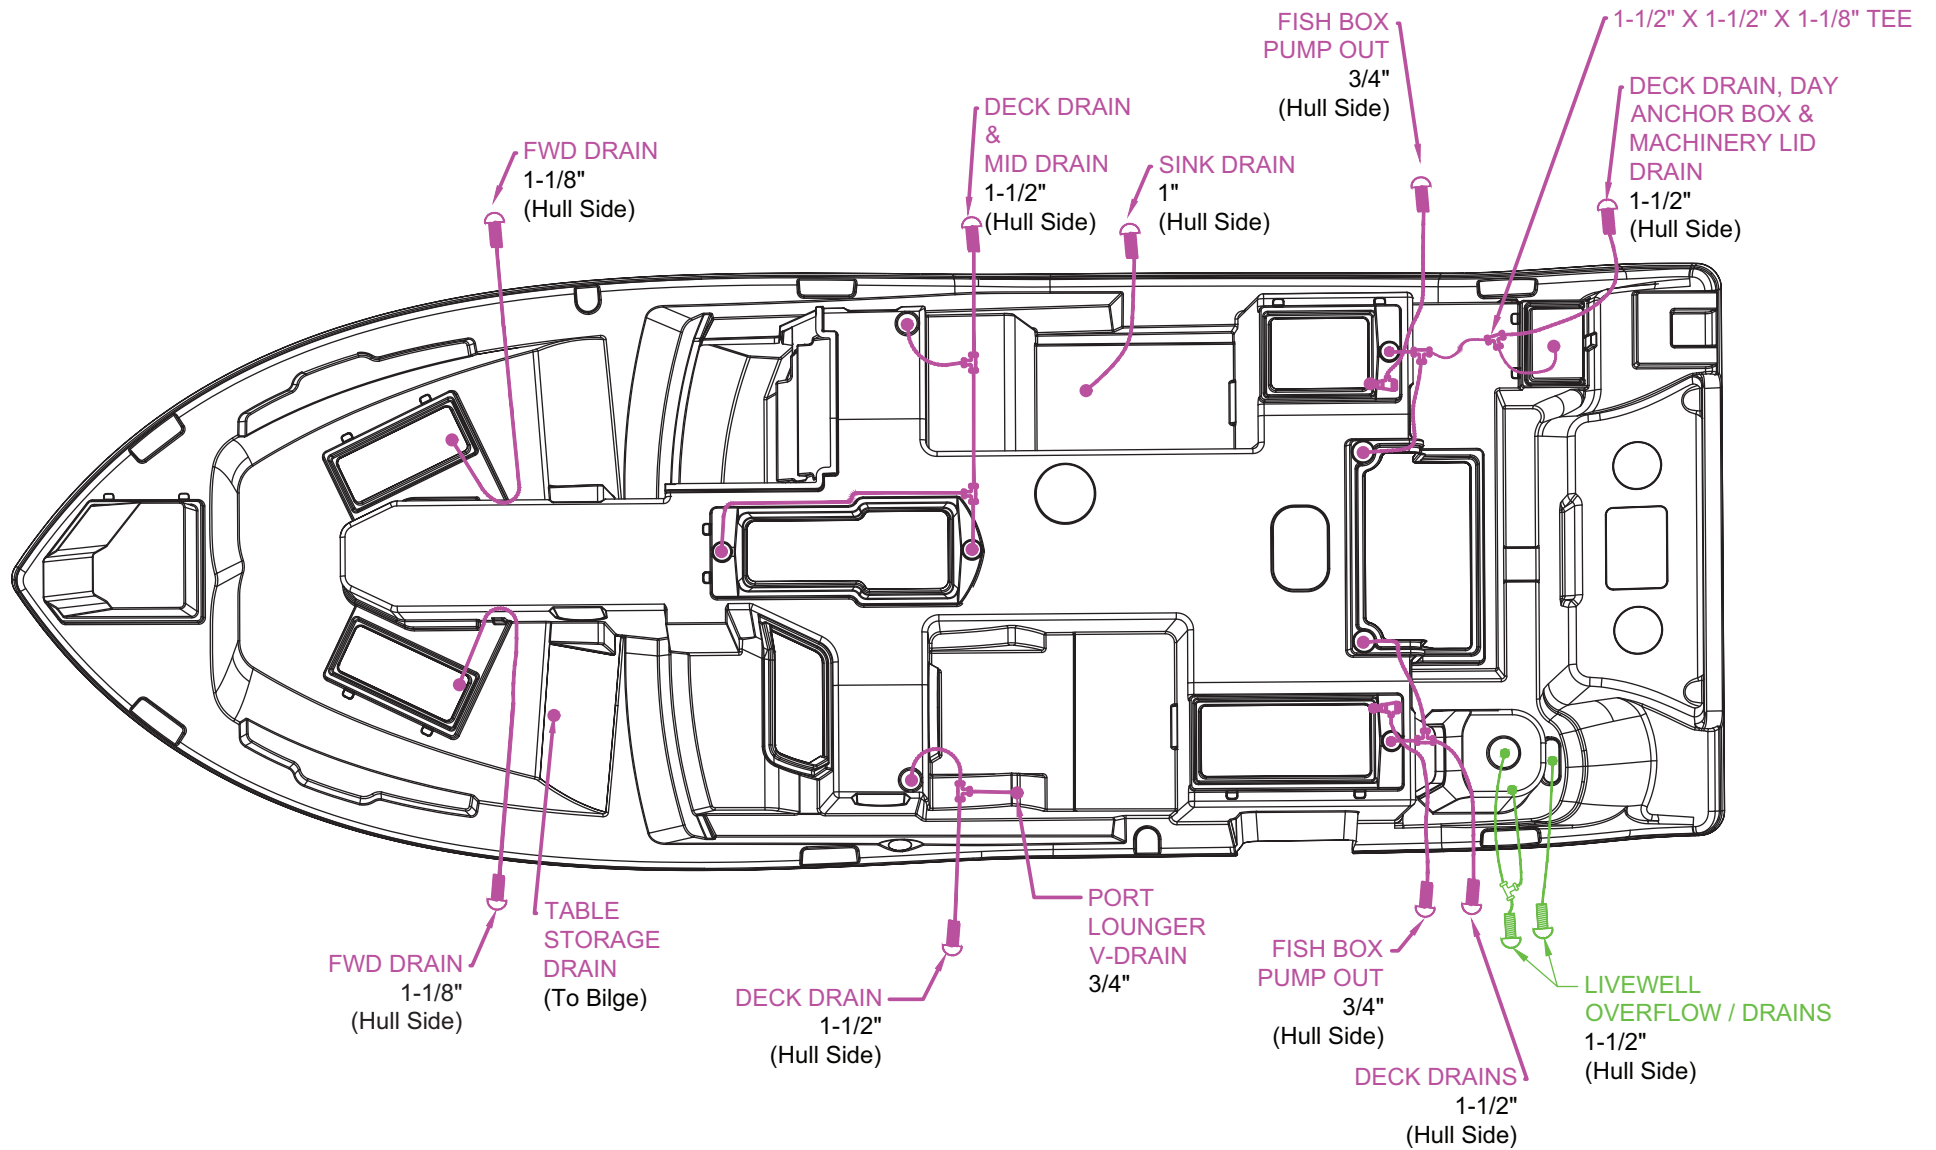 FISH BOX
PUMP OUT
3/4"
(Hull Side)
1-1/2" X 1-1/2" X 1-1/8" TEE
DECK DRAIN, DAY
ANCHOR BOX &
MACHINERY LID
DRAIN
1-1/2"
(Hull Side)
DECK DRAIN
&
MID DRAIN
1-1/2"
(Hull Side)
FWD DRAIN
1-1/8"
(Hull Side)
SINK DRAIN
1"
(Hull Side)
FWD DRAIN
1-1/8"
(Hull Side)
TABLE
STORAGE
DRAIN
(To Bilge)
DECK DRAIN
1-1/2"
(Hull Side)
PORT
LOUNGER
V-DRAIN
3/4"
FISH BOX
PUMP OUT
3/4"
(Hull Side)
DECK DRAINS
1-1/2"
(Hull Side)
LIVEWELL
OVERFLOW / DRAINS
1-1/2"
(Hull Side)